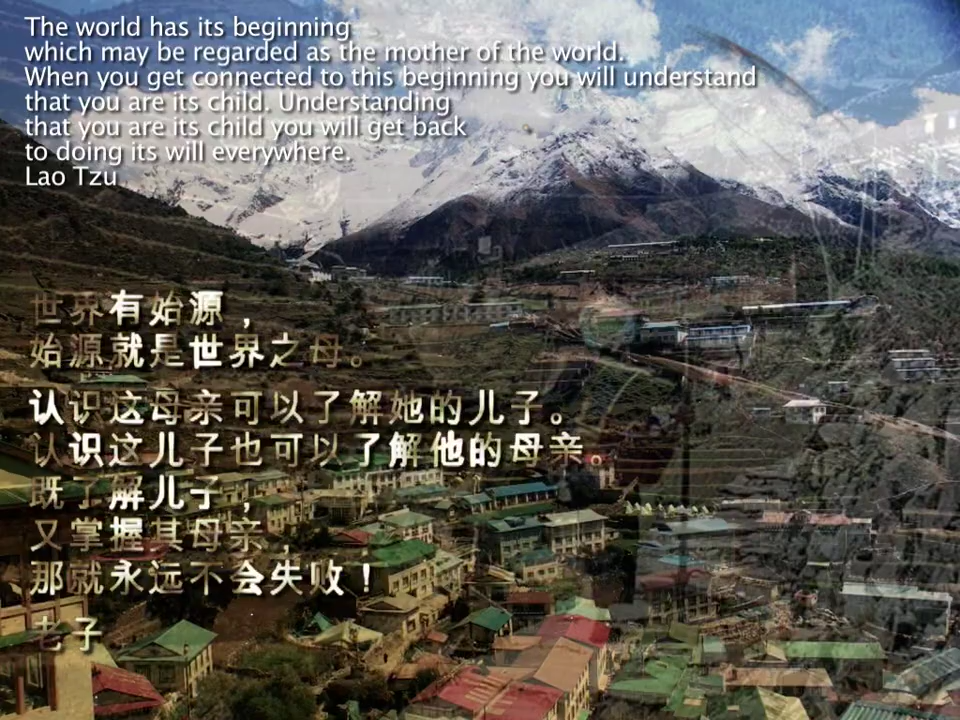 The world has its beginning
which may be regarded as the mother of the world.
When you get connected to this beginning you will understand
that you are its child. Understanding
that you are its child you will get back
to doing its will everywhere.
Lao Tzu
世界有始源，
始源就是世界之母。
认识这母亲可以了解她的儿子。
认识这儿子也可以了解他的母亲。
既了解儿子，
又掌握其母亲，
那就永远不会失败！
老子